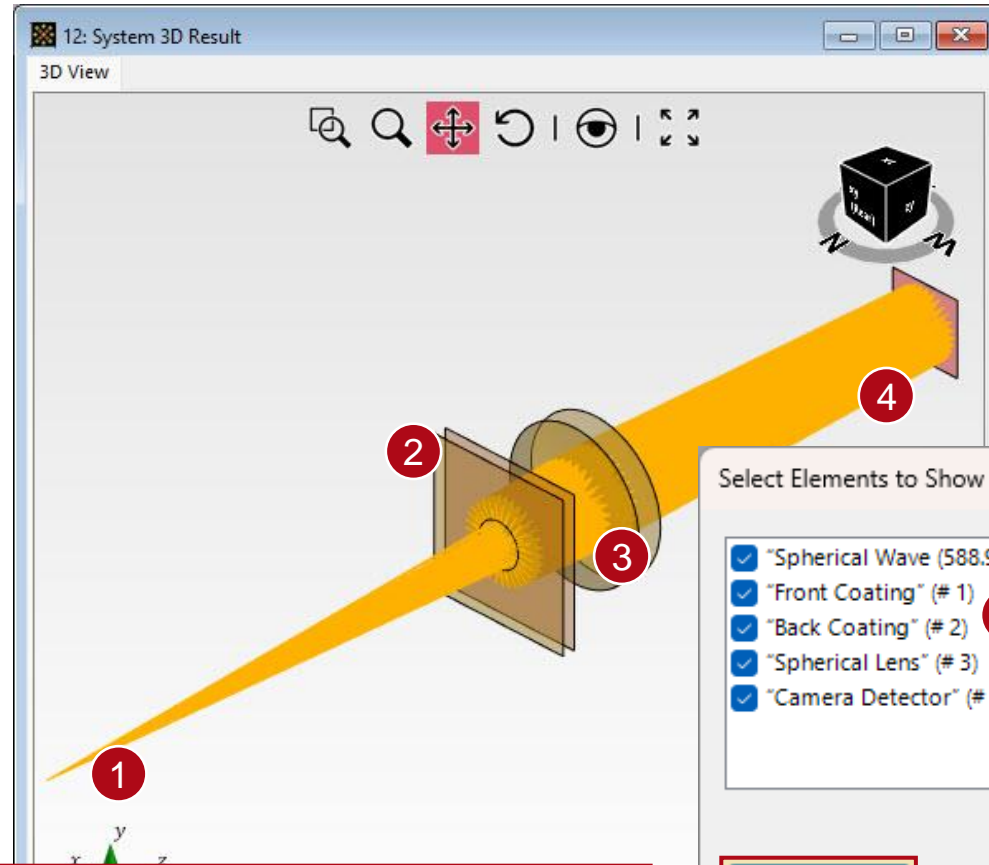 12: System 3D Result
3D View
N
M
2
4
3
1
y
x
z
Select Elements to Show
"Spherical Wave (588.9
"Front Coating" (# 1)
"Back Coating" (# 2)
"Spherical Lens" (# 3)
"Camera Detector" (#